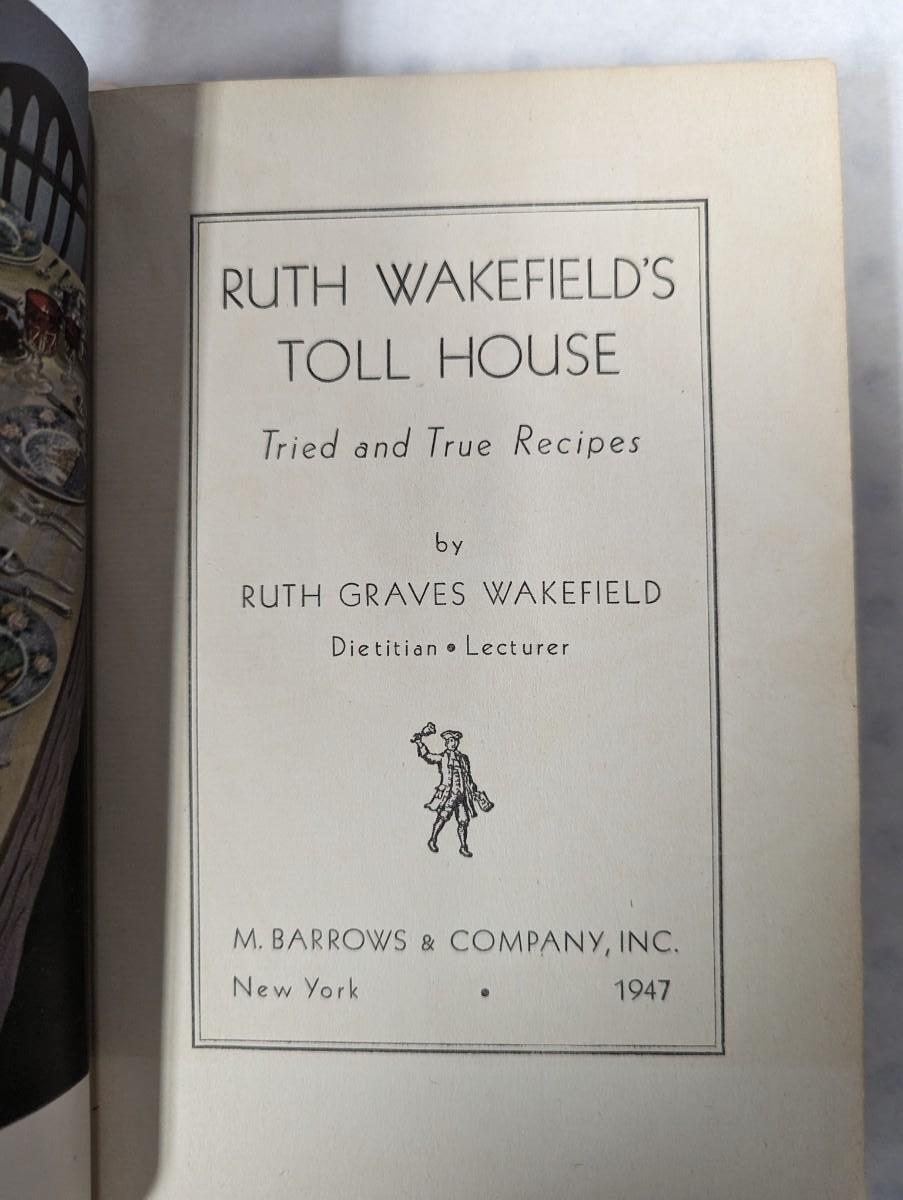 RUTH WAKEFIELD'S
TOLL HOUSE
Tried and True Recipes
by
RUTH GRAVES WAKEFIELD
Dietitian • Lecturer
M. BARROWS & COMPANY, INC.
New York • 1947